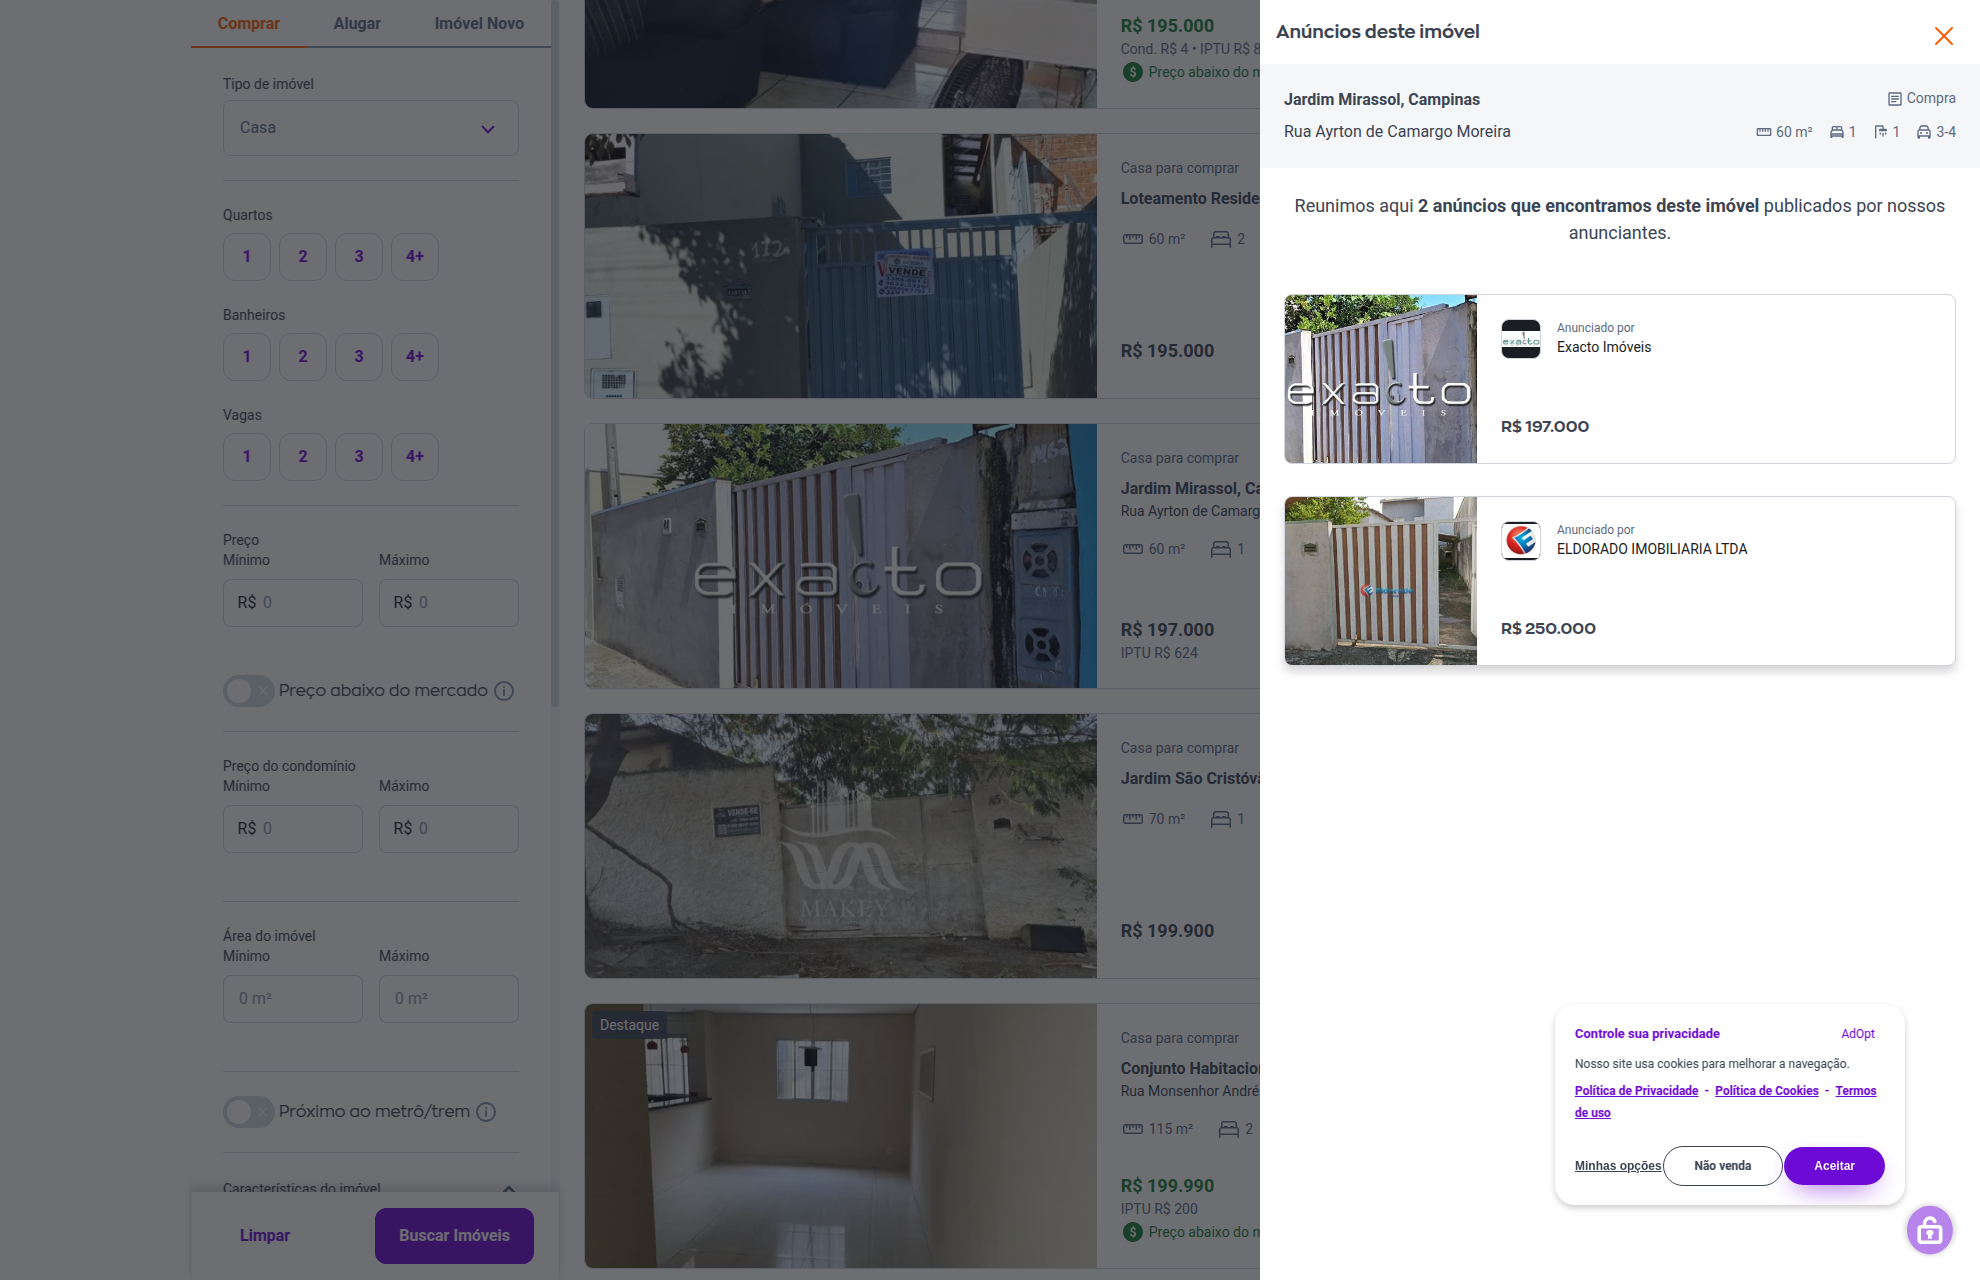 Comprar
Alugar
Imóvel Novo
Tipo de imóvel
Casa
Quartos
1
2
3
4+
Banheiros
1
2
3
4+
Vagas
1
2
3
4+
Preço
Mínimo
Máximo
R$ 0
R$ 0
Preço abaixo do mercado
Preço do condomínio
Mínimo
Máximo
R$ 0
R$ 0
Área do imóvel
Mínimo
Máximo
0 m²
0 m²
Próximo ao metrô/trem
Características do imóvel
Limpar
Buscar Imóveis
R$ 195.000
Cond. R$ 4 • IPTU R$ 8
Preço abaixo do m
112
VENDE
Casa para comprar
Loteamento Reside
60 m²
2
R$ 195.000
exacto
IMÓVEIS
Casa para comprar
Jardim Mirassol, Ca
Rua Ayrton de Camarg
60 m²
1
R$ 197.000
IPTU R$ 624
VENDE-SE
MAKEY
Casa para comprar
Jardim São Cristóvã
70 m²
1
R$ 199.900
Destaque
Casa para comprar
Conjunto Habitacion
Rua Monsenhor André
115 m²
2
R$ 199.990
IPTU R$ 200
Preço abaixo do m
Anúncios deste imóvel
Jardim Mirassol, Campinas
Compra
Rua Ayrton de Camargo Moreira
60 m²
1
1
3-4
Reunimos aqui 2 anúncios que encontramos deste imóvel publicados por nossos
anunciantes.
exacto
IMÓVEIS
exacto
Anunciado por
Exacto Imóveis
R$ 197.000
Anunciado por
ELDORADO IMOBILIARIA LTDA
R$ 250.000
Controle sua privacidade
AdOpt
Nosso site usa cookies para melhorar a navegação.
Política de Privacidade - Política de Cookies - Termos
de uso
Minhas opções
Não venda
Aceitar